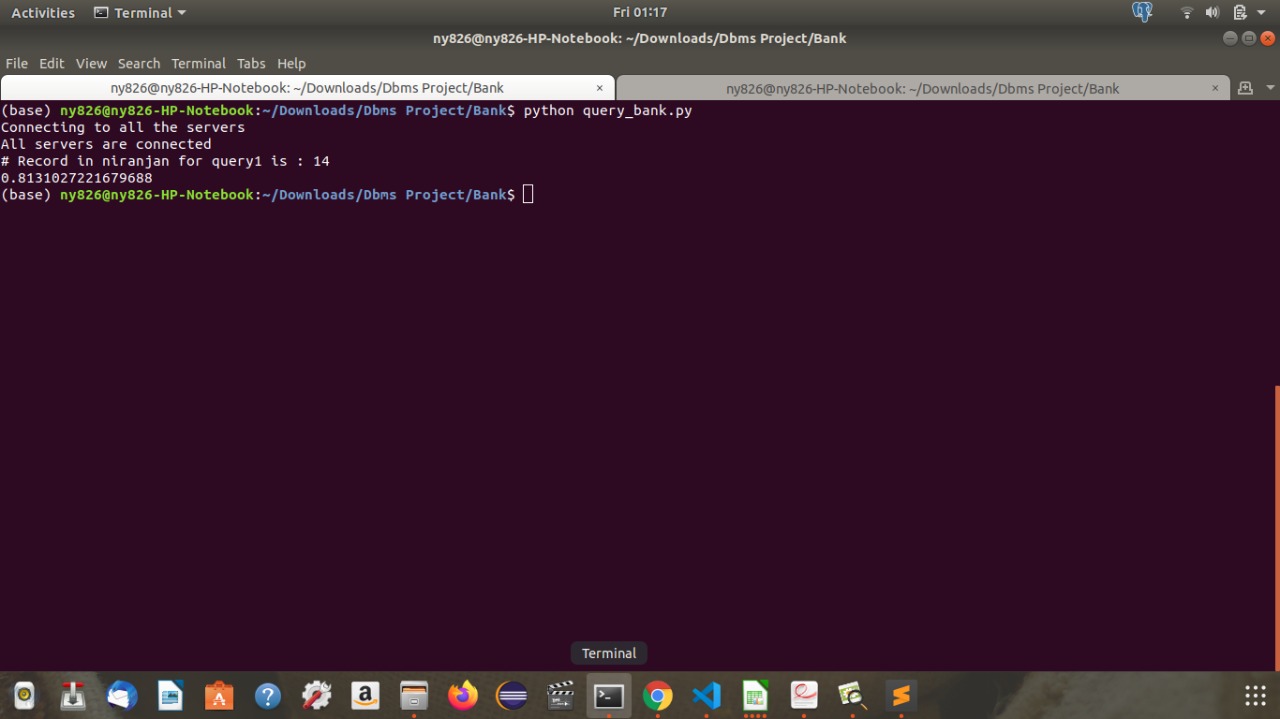 Activities Terminal Fri 01:17
ny826@ny826-HP-Notebook: ~/Downloads/Dbms Project/Bank
File Edit View Search Terminal Tabs Help
ny826@ny826-HP-Notebook: ~/Downloads/Dbms Project/Bank × ny826@ny826-HP-Notebook: ~/Downloads/Dbms Project/Bank ×
(base) ny826@ny826-HP-Notebook:~/Downloads/Dbms Project/Bank$ python query_bank.py
Connecting to all the servers
All servers are connected
# Record in niranjan for query1 is : 14
0.8131027221679688
(base) ny826@ny826-HP-Notebook:~/Downloads/Dbms Project/Bank$
Terminal